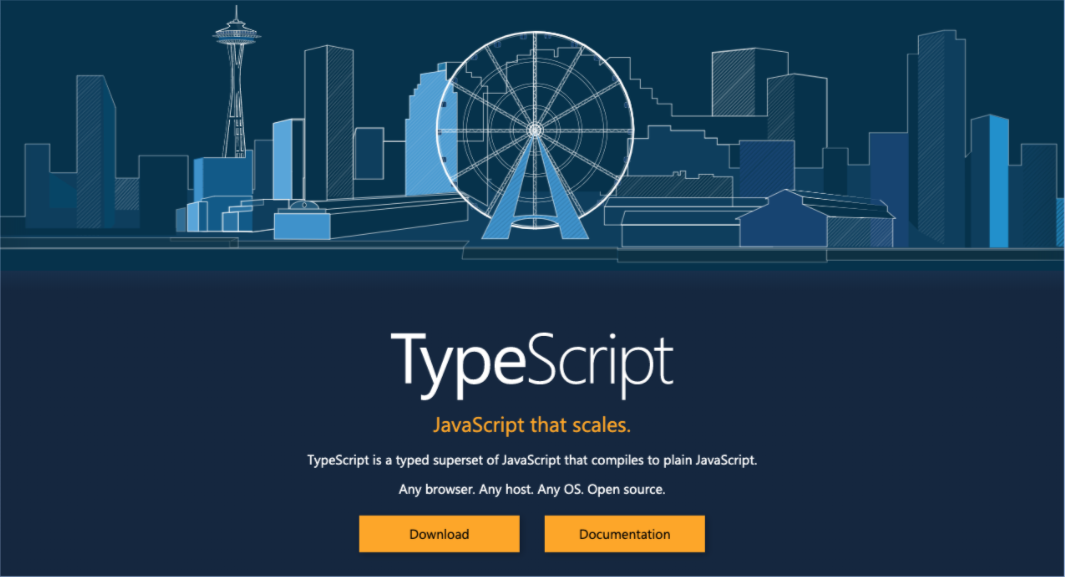 TypeScript
JavaScript that scales.
TypeScript is a typed superset of JavaScript that compiles to plain JavaScript.
Any browser. Any host. Any OS. Open source.
Download
Documentation